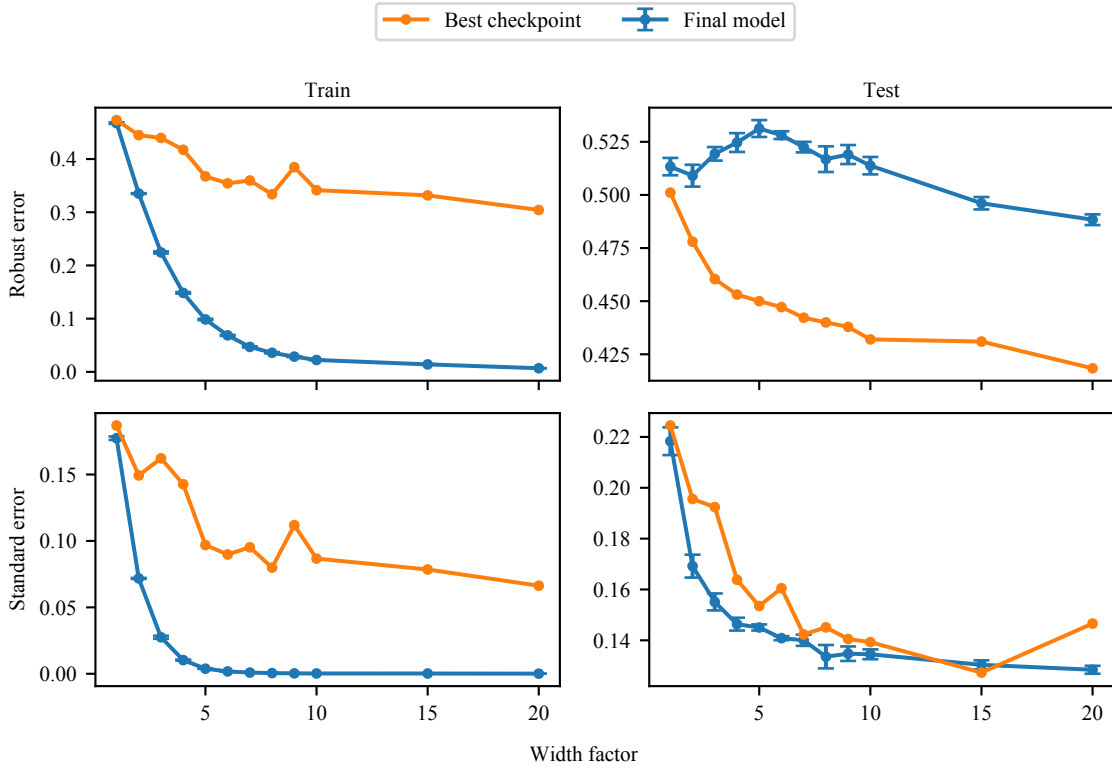 Best checkpoint Final model
Train
Test
Robust error
0.4
0.3
0.2
0.1
0.0
0.525
0.500
0.475
0.450
0.425
Standard error
0.15
0.10
0.05
0.00
0.22
0.20
0.18
0.16
0.14
5 10 15 20
5 10 15 20
Width factor